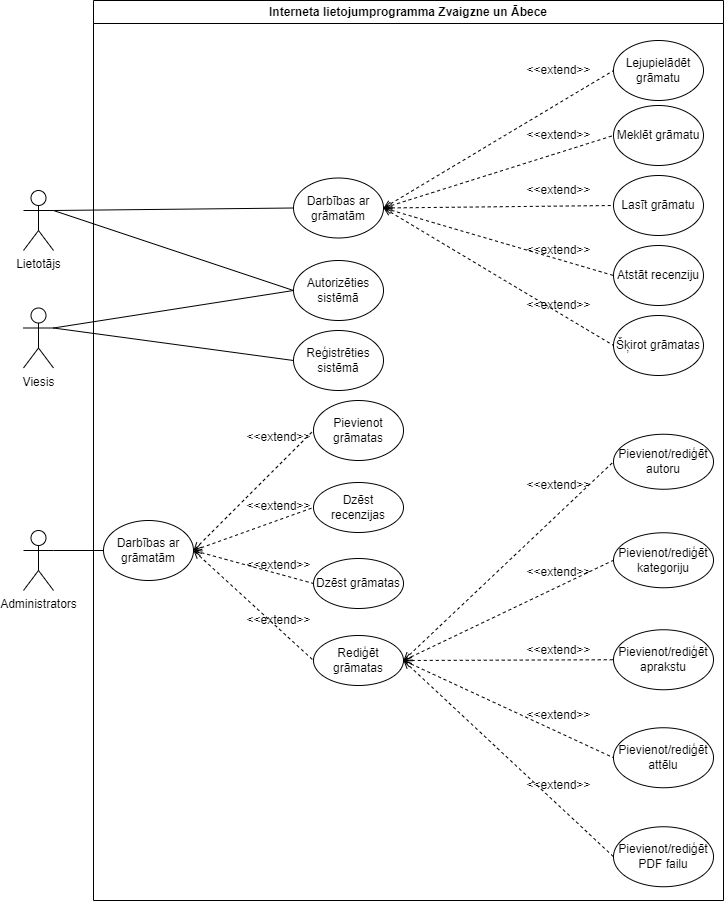 Interneta lietojumprogramma Zvaigzne un Ābece
<<extend>>
Lejupielādēt
grāmatu
<<extend>>
Meklēt grāmatu
<<extend>>
Lasīt grāmatu
Darbības ar
grāmatām
<<extend>>
Atstāt recenziju
<<extend>>
Šķirot grāmatas
Lietotājs
Autorizēties
sistēmā
Viesis
Reģistrēties
sistēmā
<<extend>>
Pievienot
grāmatas
<<extend>>
Dzēst
recenzijas
<<extend>>
Dzēst grāmatas
<<extend>>
Rediģēt
grāmatas
Administrators
Darbības ar
grāmatām
<<extend>>
Pievienot/rediģēt
autoru
<<extend>>
Pievienot/rediģēt
kategoriju
<<extend>>
Pievienot/rediģēt
aprakstu
<<extend>>
Pievienot/rediģēt
attēlu
<<extend>>
Pievienot/rediģēt
PDF failu